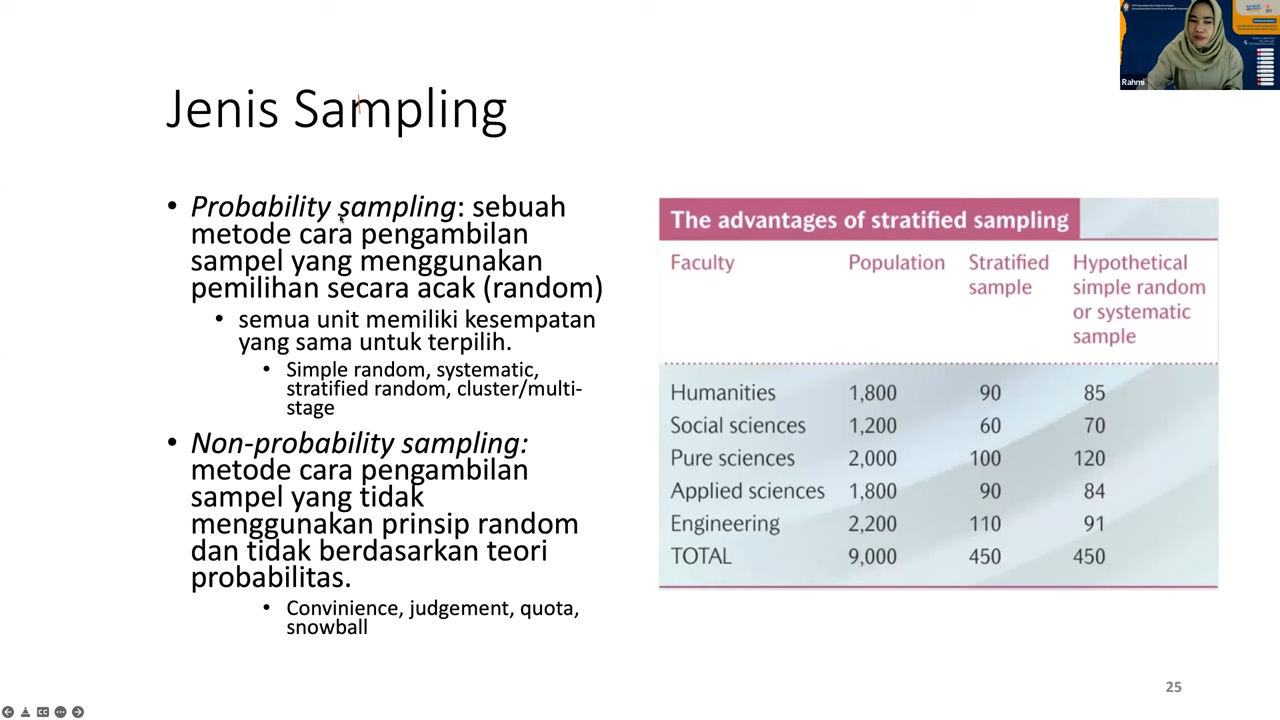 Rahmi
Jenis Sampling
• Probability sampling: sebuah
metode cara pengambilan
sampel yang menggunakan
pemilihan secara acak (random)
• semua unit memiliki kesempatan
yang sama untuk terpilih.
• Simple random, systematic,
stratified random, cluster/multi-
stage
• Non-probability sampling:
metode cara pengambilan
sampel yang tidak
menggunakan prinsip random
dan tidak berdasarkan teori
probabilitas.
• Convinience, judgement, quota,
snowball
The advantages of stratified sampling
Faculty Population Stratified sample Hypothetical simple random or systematic sample
Humanities 1,800 90 85
Social sciences 1,200 60 70
Pure sciences 2,000 100 120
Applied sciences 1,800 90 84
Engineering 2,200 110 91
TOTAL 9,000 450 450
25